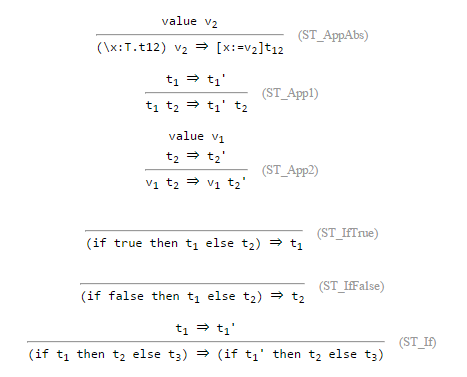 value v₂
(\x:T.t12) v₂ ⇒ [x:=v₂]t₁₂ (ST_AppAbs)
t₁ ⇒ t₁'
t₁ t₂ ⇒ t₁' t₂ (ST_App1)
value v₁
t₂ ⇒ t₂'
v₁ t₂ ⇒ v₁ t₂' (ST_App2)
(if true then t₁ else t₂) ⇒ t₁ (ST_IfTrue)
(if false then t₁ else t₂) ⇒ t₂ (ST_IfFalse)
t₁ ⇒ t₁'
(if t₁ then t₂ else t₃) ⇒ (if t₁' then t₂ else t₃) (ST_If)